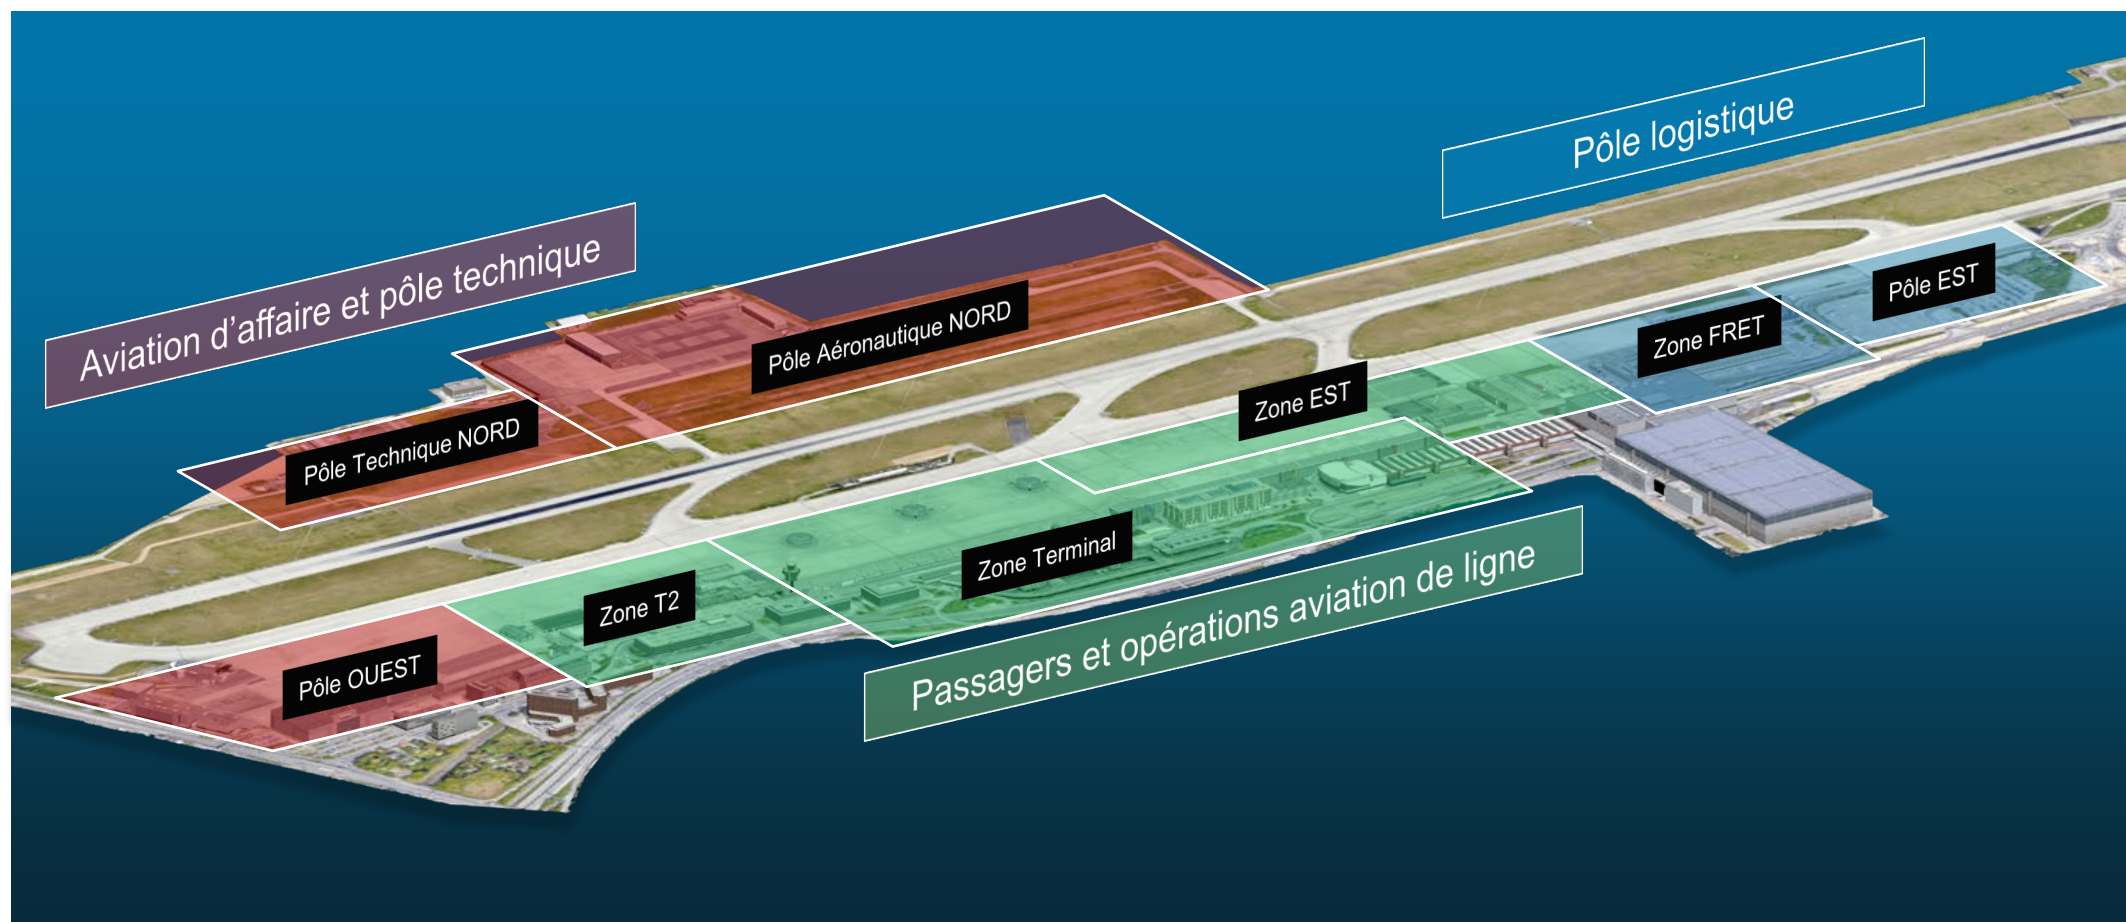 Pôle logistique
Aviation d’affaire et pôle technique
Pôle EST
Zone FRET
Pôle Aéronautique NORD
Zone EST
Pôle Technique NORD
Zone Terminal
Zone T2
Passagers et opérations aviation de ligne
Pôle OUEST